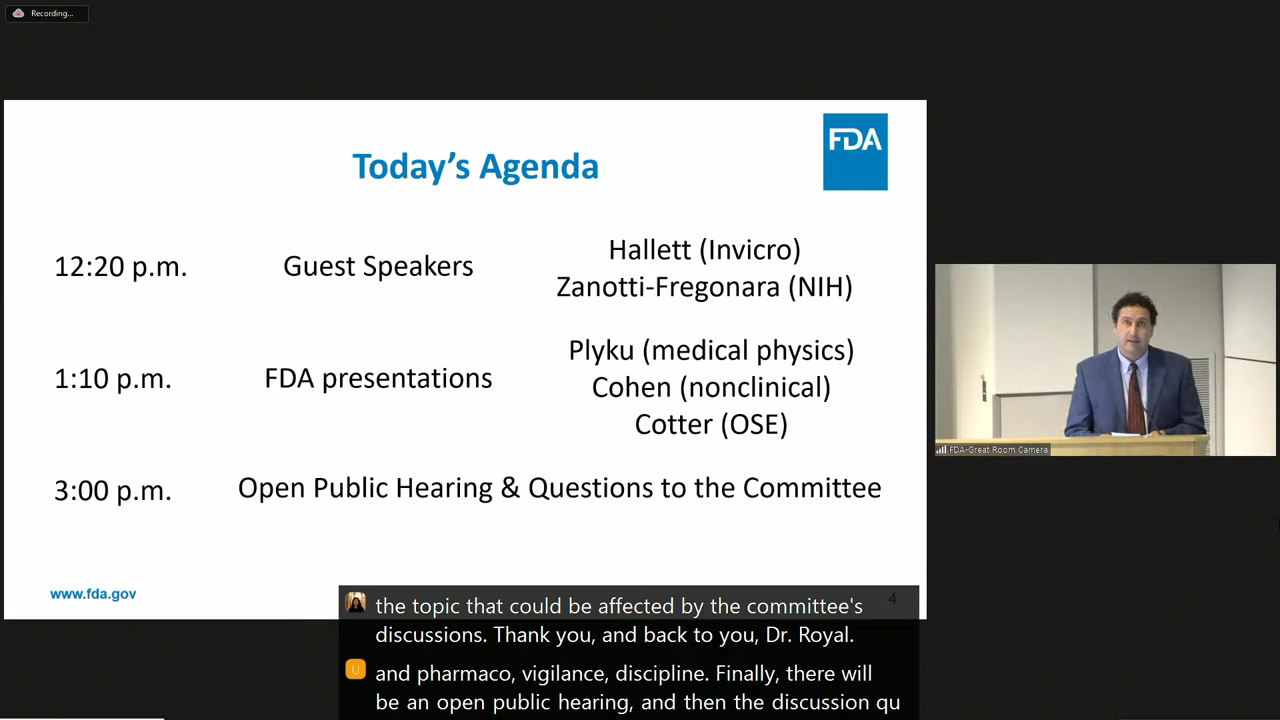 Recording...
FDA
Today's Agenda
12:20 p.m. Guest Speakers Hallett (Invicro)
Zanotti-Fregonara (NIH)
1:10 p.m. FDA presentations Plyku (medical physics)
Cohen (nonclinical)
Cotter (OSE)
3:00 p.m. Open Public Hearing & Questions to the Committee
www.fda.gov
4
FDA-Great Room Camera
the topic that could be affected by the committee's
discussions. Thank you, and back to you, Dr. Royal.
U
and pharmaco, vigilance, discipline. Finally, there will
be an open public hearing, and then the discussion qu